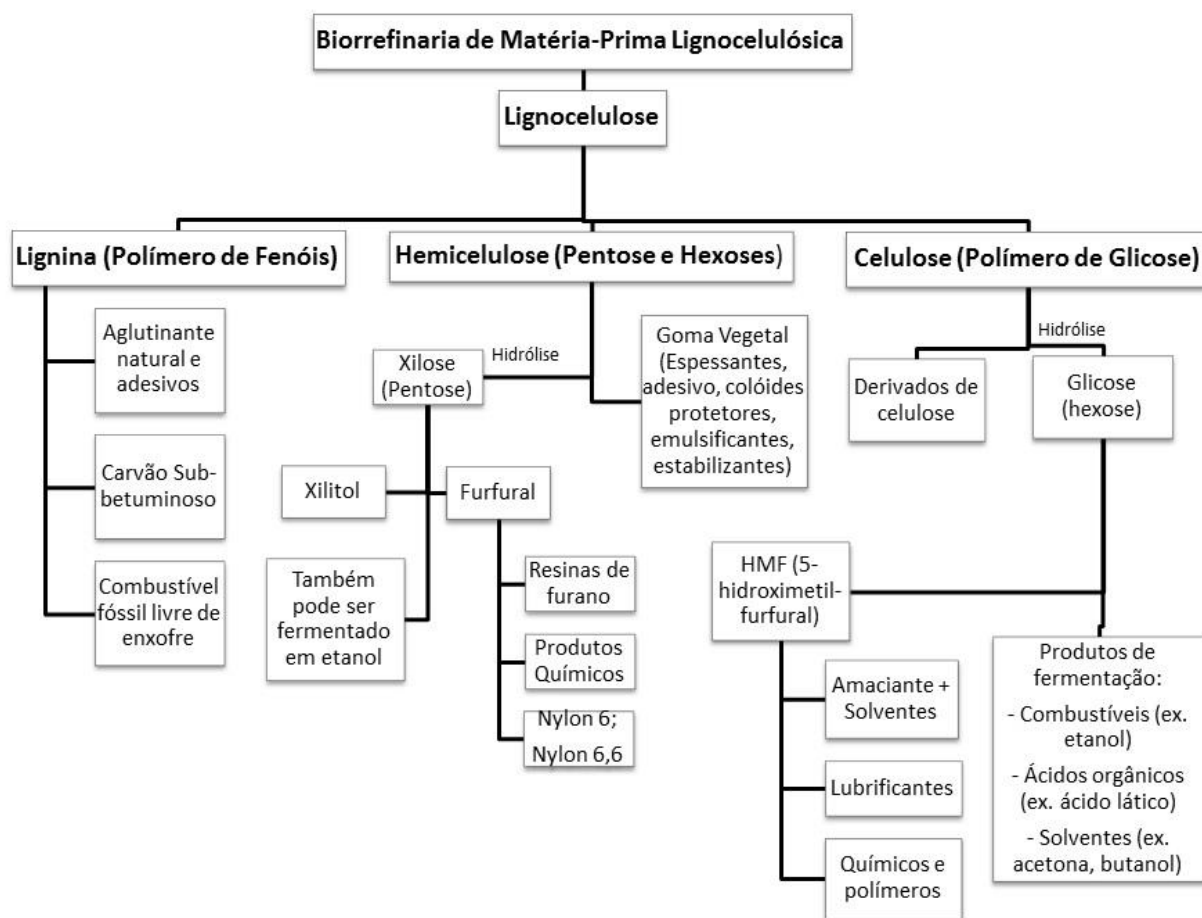 Biorrefinaria de Matéria-Prima Lignocelulósica
Lignocelulose
Lignina (Polímero de Fenóis)
Aglutinante
natural e
adesivos
Carvão Sub-
betuminoso
Combustível
fóssil livre de
enxofre
Hemicelulose (Pentose e Hexoses)
Hidrólise
Xilose
(Pentose)
Xilitol
Também
pode ser
fermentado
em etanol
Furfural
Resinas de
furano
Produtos
Químicos
Nylon 6;
Nylon 6,6
Goma Vegetal
(Espessantes,
adesivo, colóides
protetores,
emulsificantes,
estabilizantes)
Celulose (Polímero de Glicose)
Derivados de
celulose
Hidrólise
Glicose
(hexose)
HMF (5-
hidroximetil-
furfural)
Amaciante +
Solventes
Lubrificantes
Químicos e
polímeros
Produtos de
fermentação:
- Combustíveis (ex.
etanol)
- Ácidos orgânicos
(ex. ácido lático)
- Solventes (ex.
acetona, butanol)